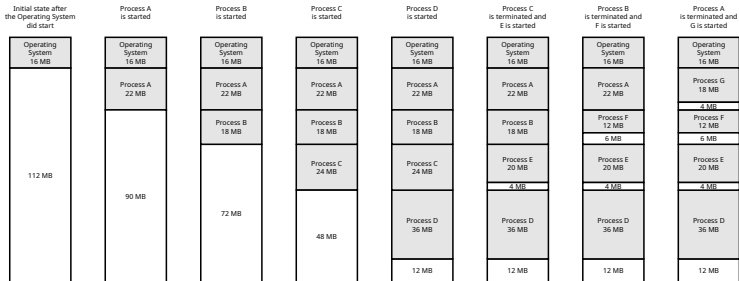 Initial state after
the Operating System
did start
Operating
System
16 MB
112 MB
Process A
is started
Operating
System
16 MB
Process A
22 MB
90 MB
Process B
is started
Operating
System
16 MB
Process A
22 MB
Process B
18 MB
72 MB
Process C
is started
Operating
System
16 MB
Process A
22 MB
Process B
18 MB
Process C
24 MB
48 MB
Process D
is started
Operating
System
16 MB
Process A
22 MB
Process B
18 MB
Process C
24 MB
Process D
36 MB
12 MB
Process C
is terminated and
E is started
Operating
System
16 MB
Process A
22 MB
Process B
18 MB
Process E
20 MB
4 MB
Process D
36 MB
12 MB
Process B
is terminated and
F is started
Operating
System
16 MB
Process A
22 MB
Process F
12 MB
6 MB
Process E
20 MB
4 MB
Process D
36 MB
12 MB
Process A
is terminated and
G is started
Operating
System
16 MB
Process G
18 MB
4 MB
Process F
12 MB
6 MB
Process E
20 MB
4 MB
Process D
36 MB
12 MB